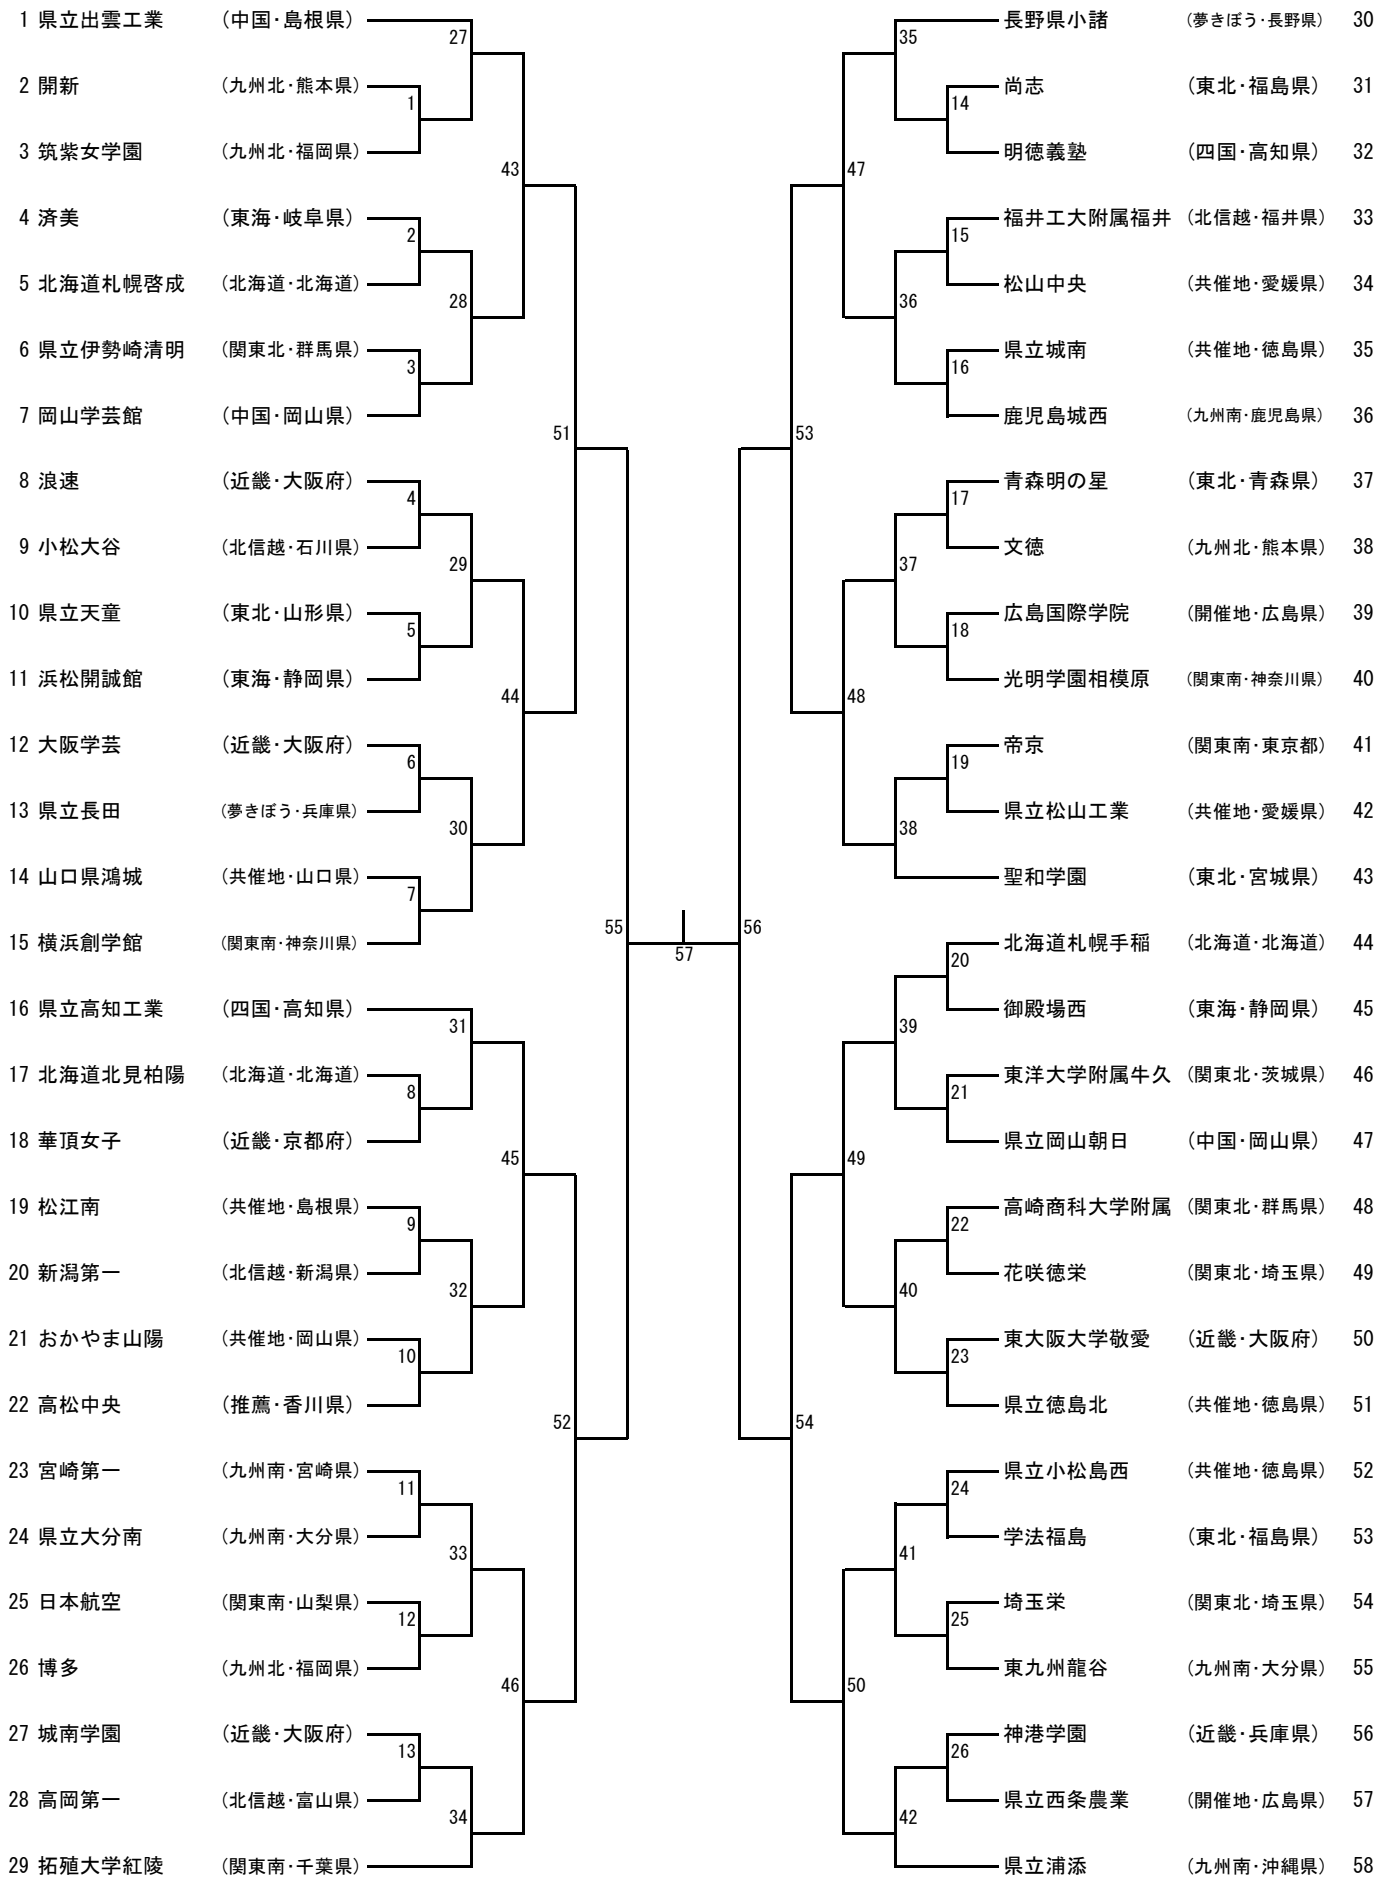 1 県立出雲工業 (中国・島根県)
27
2 開新 (九州北・熊本県)
1
3 筑紫女学園 (九州北・福岡県)
43
4 済美 (東海・岐阜県)
2
5 北海道札幌啓成 (北海道・北海道)
28
6 県立伊勢崎清明 (関東北・群馬県)
3
7 岡山学芸館 (中国・岡山県)
51
8 浪速 (近畿・大阪府)
4
9 小松大谷 (北信越・石川県)
29
10 県立天童 (東北・山形県)
5
11 浜松開誠館 (東海・静岡県)
44
12 大阪学芸 (近畿・大阪府)
6
13 県立長田 (夢きぼう・兵庫県)
30
14 山口県鴻城 (共催地・山口県)
7
15 横浜創学館 (関東南・神奈川県)
55
57
16 県立高知工業 (四国・高知県)
31
17 北海道北見柏陽 (北海道・北海道)
8
18 華頂女子 (近畿・京都府)
45
19 松江南 (共催地・島根県)
9
20 新潟第一 (北信越・新潟県)
32
21 おかやま山陽 (共催地・岡山県)
10
22 高松中央 (推薦・香川県)
52
23 宮崎第一 (九州南・宮崎県)
11
24 県立大分南 (九州南・大分県)
33
25 日本航空 (関東南・山梨県)
12
26 博多 (九州北・福岡県)
46
27 城南学園 (近畿・大阪府)
13
28 高岡第一 (北信越・富山県)
34
29 拓殖大学紅陵 (関東南・千葉県)
長野県小諸 (夢きぼう・長野県) 30
35
尚志 (東北・福島県) 31
14
明徳義塾 (四国・高知県) 32
47
福井工大附属福井 (北信越・福井県) 33
15
松山中央 (共催地・愛媛県) 34
36
県立城南 (共催地・徳島県) 35
16
鹿児島城西 (九州南・鹿児島県) 36
53
青森明の星 (東北・青森県) 37
17
文徳 (九州北・熊本県) 38
37
広島国際学院 (開催地・広島県) 39
18
光明学園相模原 (関東南・神奈川県) 40
48
帝京 (関東南・東京都) 41
19
県立松山工業 (共催地・愛媛県) 42
38
聖和学園 (東北・宮城県) 43
56
北海道札幌手稲 (北海道・北海道) 44
20
御殿場西 (東海・静岡県) 45
39
東洋大学附属牛久 (関東北・茨城県) 46
21
県立岡山朝日 (中国・岡山県) 47
49
高崎商科大学附属 (関東北・群馬県) 48
22
花咲徳栄 (関東北・埼玉県) 49
40
東大阪大学敬愛 (近畿・大阪府) 50
23
県立徳島北 (共催地・徳島県) 51
54
県立小松島西 (共催地・徳島県) 52
24
学法福島 (東北・福島県) 53
41
埼玉栄 (関東北・埼玉県) 54
25
東九州龍谷 (九州南・大分県) 55
50
神港学園 (近畿・兵庫県) 56
26
県立西条農業 (開催地・広島県) 57
42
県立浦添 (九州南・沖縄県) 58